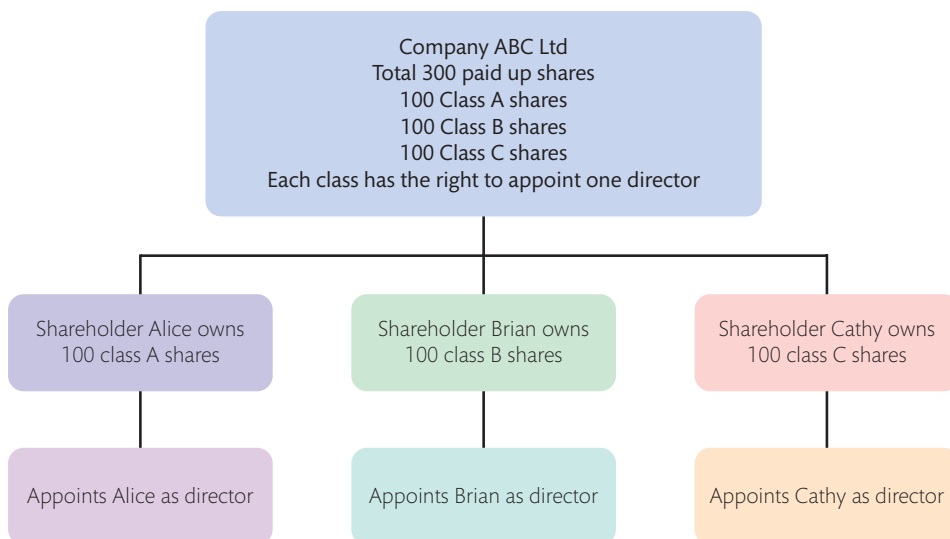 Company ABC Ltd
Total 300 paid up shares
100 Class A shares
100 Class B shares
100 Class C shares
Each class has the right to appoint one director
Shareholder Alice owns
100 class A shares
Shareholder Brian owns
100 class B shares
Shareholder Cathy owns
100 class C shares
Appoints Alice as director
Appoints Brian as director
Appoints Cathy as director